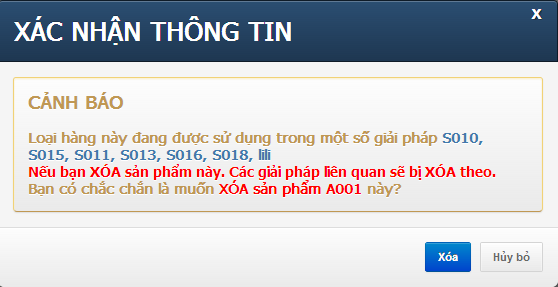 x
XÁC NHẬN THÔNG TIN
CẢNH BÁO
Loại hàng này đang được sử dụng trong một số giải pháp S010,
S015, S011, S013, S016, S018, lili
Nếu bạn XÓA sản phẩm này. Các giải pháp liên quan sẽ bị XÓA theo.
Bạn có chắc chắn là muốn XÓA sản phẩm A001 này?
Xóa
Hủy bỏ